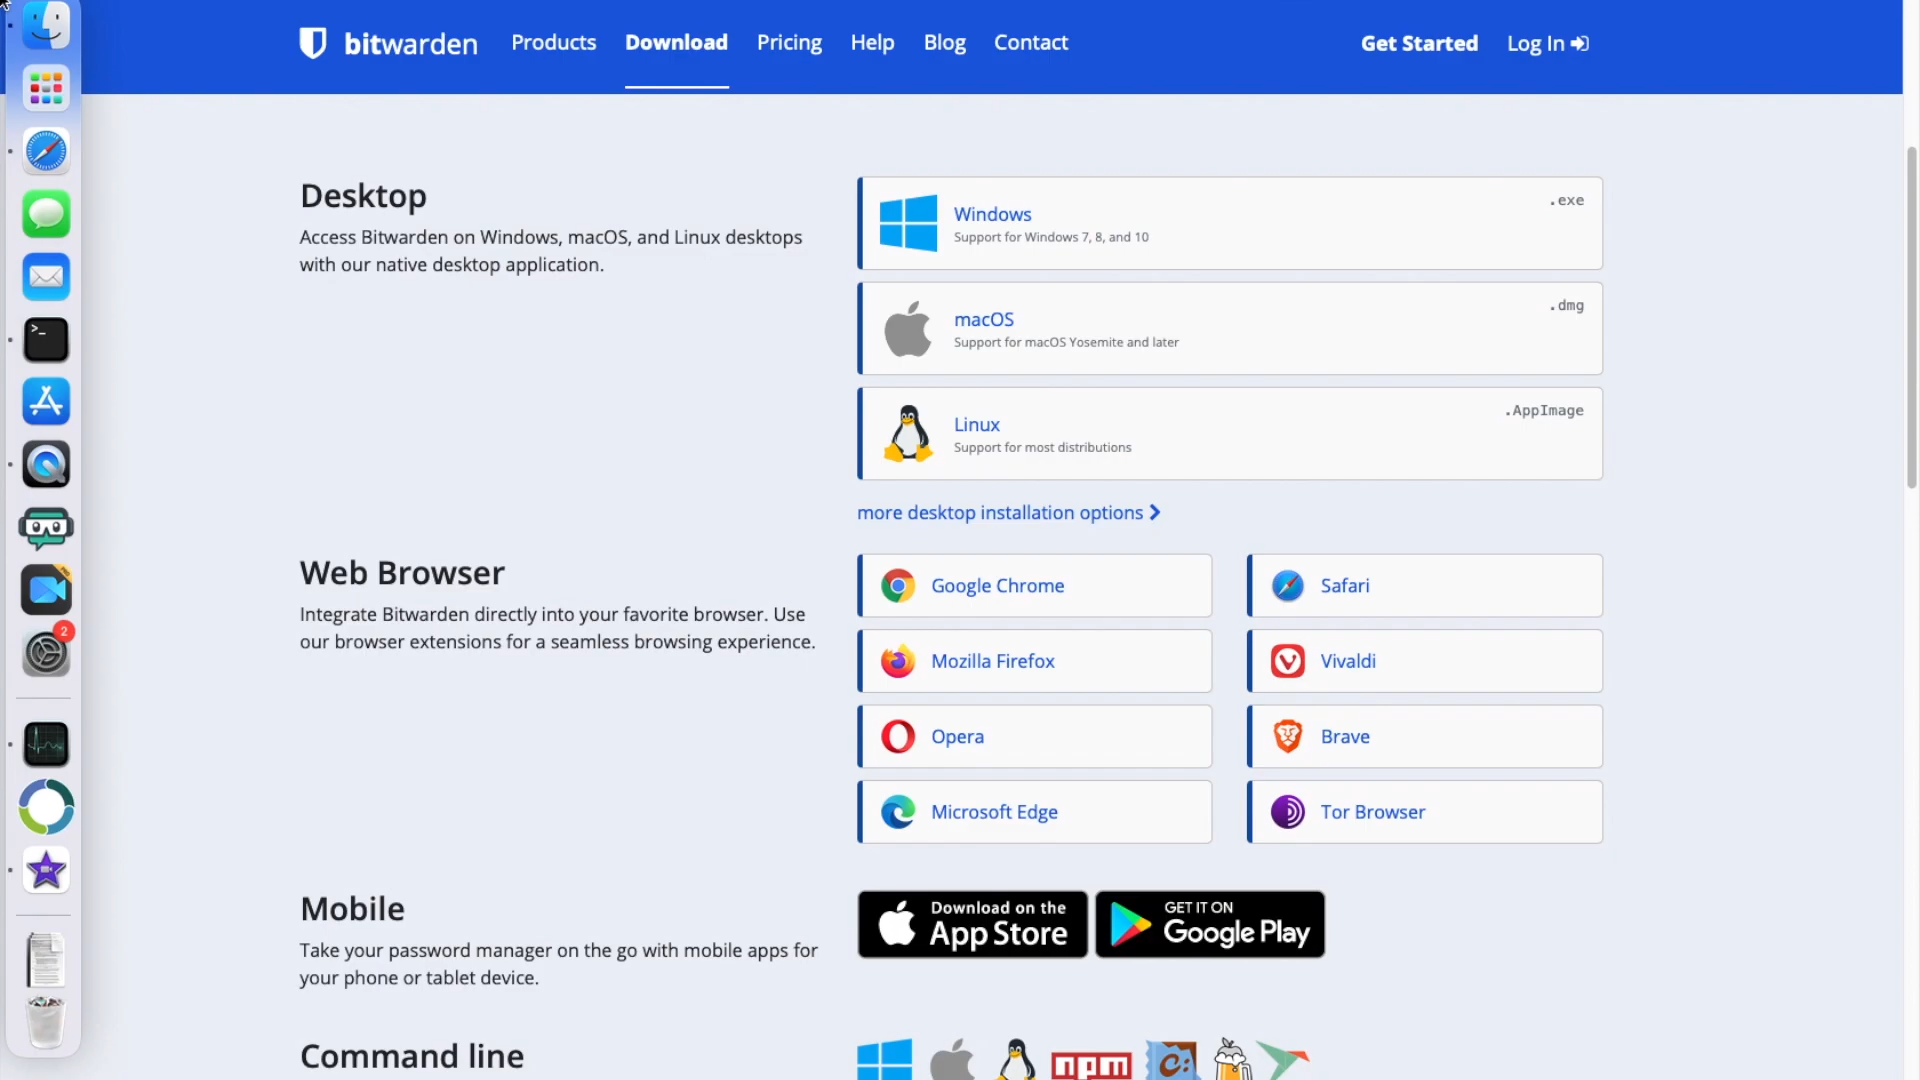 bitwarden Products Download Pricing Help Blog Contact Get Started Log In
Desktop
Access Bitwarden on Windows, macOS, and Linux desktops
with our native desktop application.
Windows
Support for Windows 7, 8, and 10
.exe
macOS
Support for macOS Yosemite and later
.dmg
Linux
Support for most distributions
.AppImage
more desktop installation options
Web Browser
Integrate Bitwarden directly into your favorite browser. Use
our browser extensions for a seamless browsing experience.
Google Chrome
Safari
Mozilla Firefox
Vivaldi
Opera
Brave
Microsoft Edge
Tor Browser
2
Mobile
Take your password manager on the go with mobile apps for
your phone or tablet device.
Download on the
App Store
GET IT ON
Google Play
Command line
npm